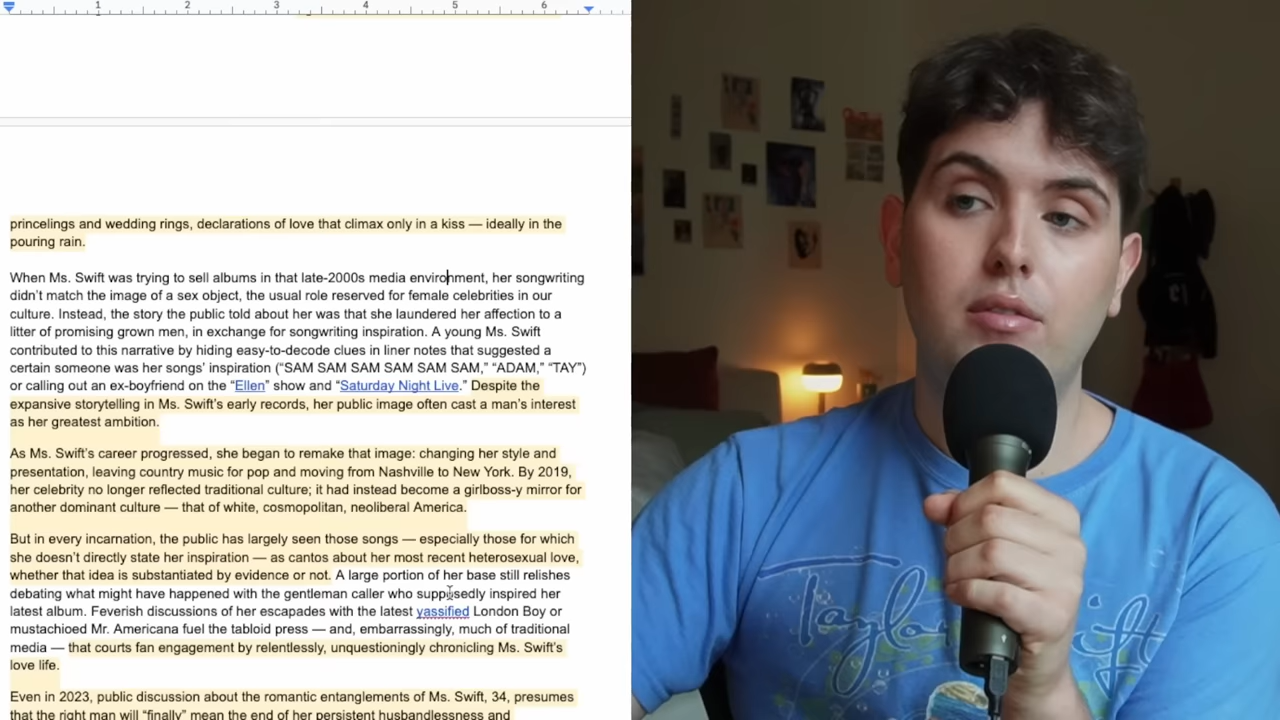 1 2 3 4 5 6
princelings and wedding rings, declarations of love that climax only in a kiss — ideally in the
pouring rain.
When Ms. Swift was trying to sell albums in that late-2000s media environment, her songwriting
didn't match the image of a sex object, the usual role reserved for female celebrities in our
culture. Instead, the story the public told about her was that she laundered her affection to a
litter of promising grown men, in exchange for songwriting inspiration. A young Ms. Swift
contributed to this narrative by hiding easy-to-decode clues in liner notes that suggested a
certain someone was her songs' inspiration (“SAM SAM SAM SAM SAM SAM,” “ADAM,” “TAY”)
or calling out an ex-boyfriend on the “Ellen” show and “Saturday Night Live.” Despite the
expansive storytelling in Ms. Swift's early records, her public image often cast a man's interest
as her greatest ambition.
As Ms. Swift's career progressed, she began to remake that image: changing her style and
presentation, leaving country music for pop and moving from Nashville to New York. By 2019,
her celebrity no longer reflected traditional culture; it had instead become a girlboss-y mirror for
another dominant culture — that of white, cosmopolitan, neoliberal America.
But in every incarnation, the public has largely seen those songs — especially those for which
she doesn't directly state her inspiration — as cantos about her most recent heterosexual love,
whether that idea is substantiated by evidence or not. A large portion of her base still relishes
debating what might have happened with the gentleman caller who supposedly inspired her
latest album. Feverish discussions of her escapades with the latest yassified London Boy or
mustachioed Mr. Americana fuel the tabloid press — and, embarrassingly, much of traditional
media — that courts fan engagement by relentlessly, unquestioningly chronicling Ms. Swift's
love life.
Even in 2023, public discussion about the romantic entanglements of Ms. Swift, 34, presumes
that the right man will “finally” mean the end of her persistent husbandlessness and
Taylor Swift